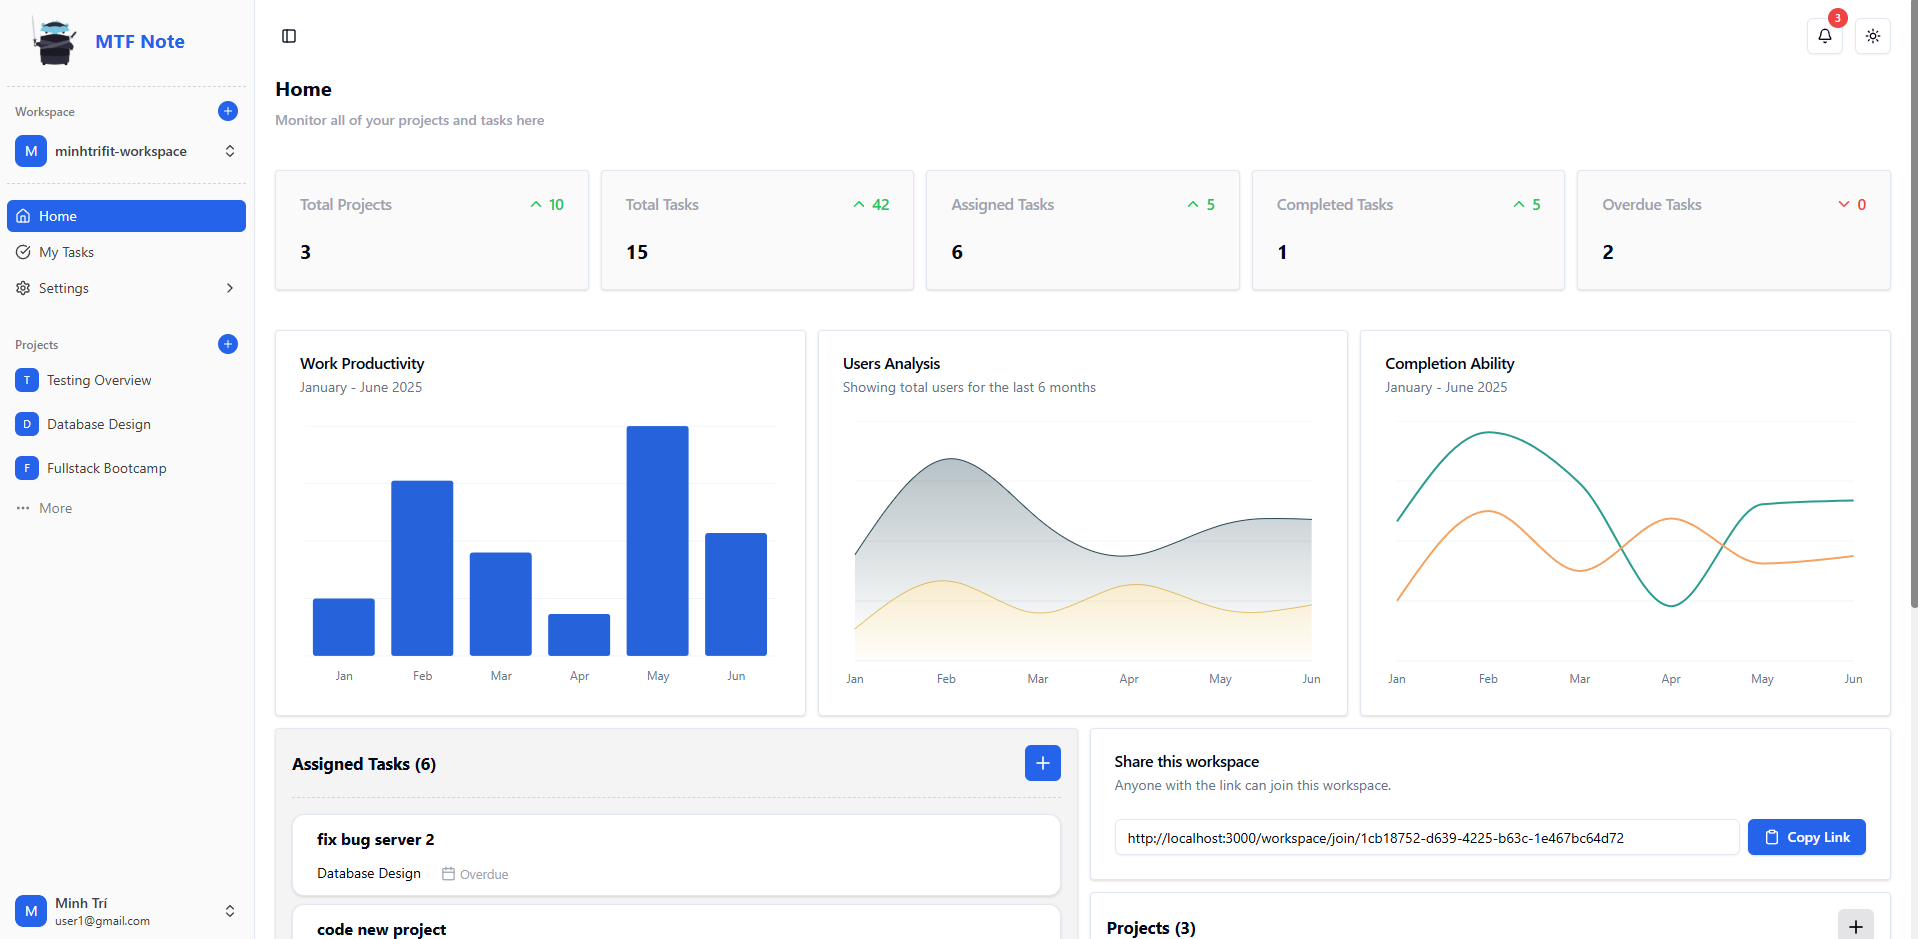 MTF Note
Workspace
M minhtrifit-workspace
Home
My Tasks
Settings
Projects
T Testing Overview
D Database Design
F Fullstack Bootcamp
More
M Minh Trí
user1@gmail.com
3
Home
Monitor all of your projects and tasks here
Total Projects 10
3
Total Tasks 42
15
Assigned Tasks 5
6
Completed Tasks 5
1
Overdue Tasks 0
2
Work Productivity
January - June 2025
Jan Feb Mar Apr May Jun
Users Analysis
Showing total users for the last 6 months
Jan Feb Mar Apr May Jun
Completion Ability
January - June 2025
Jan Feb Mar Apr May Jun
Assigned Tasks (6)
fix bug server 2
Database Design Overdue
code new project
Share this workspace
Anyone with the link can join this workspace.
http://localhost:3000/workspace/join/1cb18752-d639-4225-b63c-1e467bc64d72
Copy Link
Projects (3)